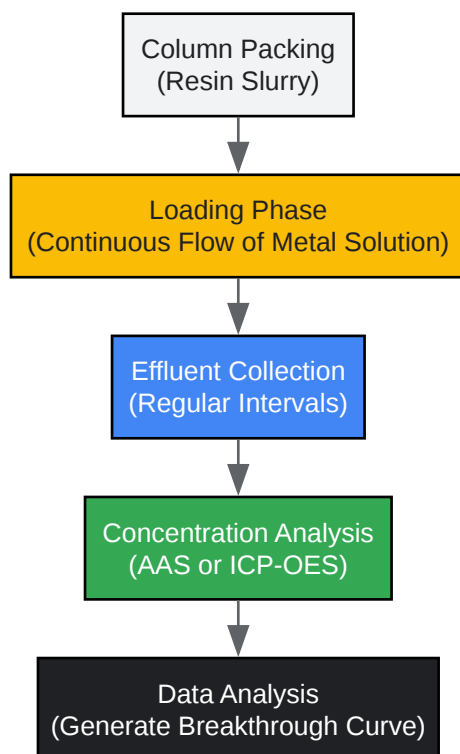 Column Packing
(Resin Slurry)
Loading Phase
(Continuous Flow of Metal Solution)
Effluent Collection
(Regular Intervals)
Concentration Analysis
(AAS or ICP-OES)
Data Analysis
(Generate Breakthrough Curve)